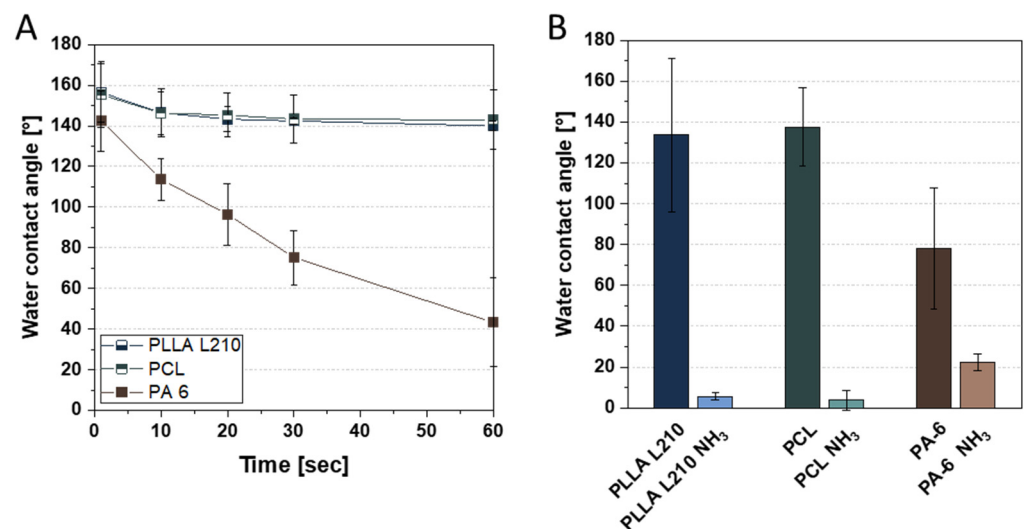 A
Water contact angle [°]
180
160
140
120
100
80
60
40
20
0
PLLA L210
PCL
PA 6
0
10
20
30
40
50
60
Time [sec]
B
Water contact angle [°]
180
160
140
120
100
80
60
40
20
0
PLLA L210
PLLA L210 NH₃
PCL
PCL NH₃
PA-6
PA-6 NH₃